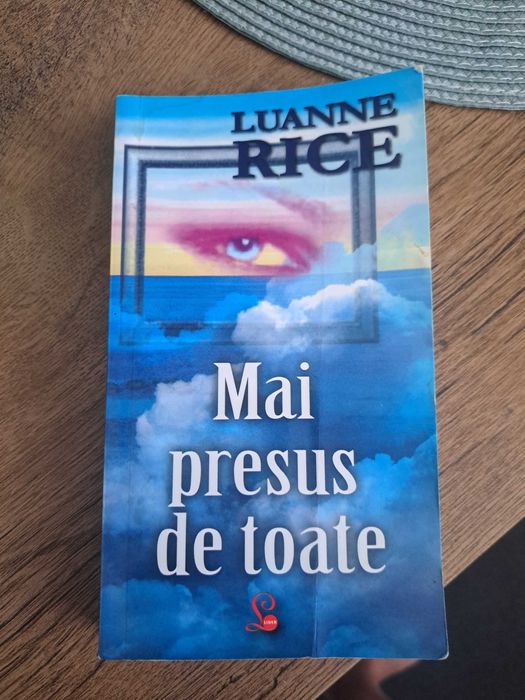 LUANNE
RICE
Mai
presus
de toate
L
LIDER